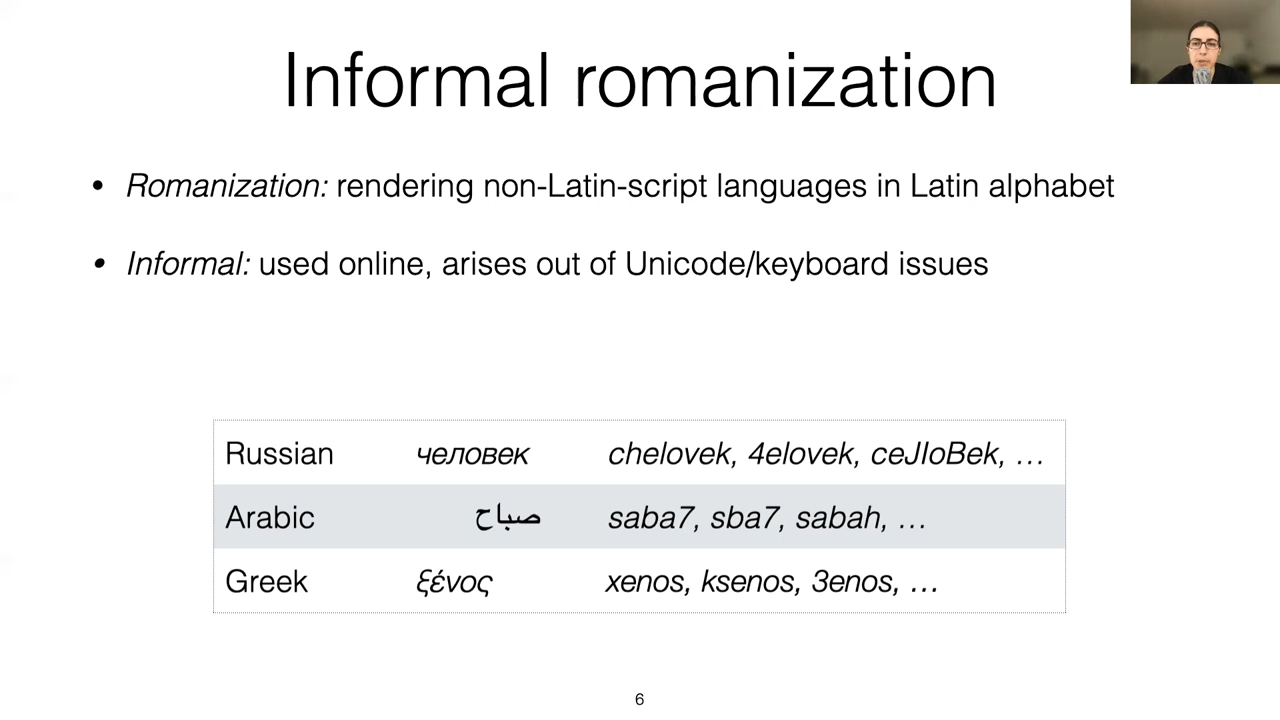 Informal romanization
• Romanization: rendering non-Latin-script languages in Latin alphabet
• Informal: used online, arises out of Unicode/keyboard issues
Russian человек chelovek, 4elovek, ceJIoBek, …
Arabic صباح saba7, sba7, sabah, …
Greek ξένος xenos, ksenos, 3enos, …
6